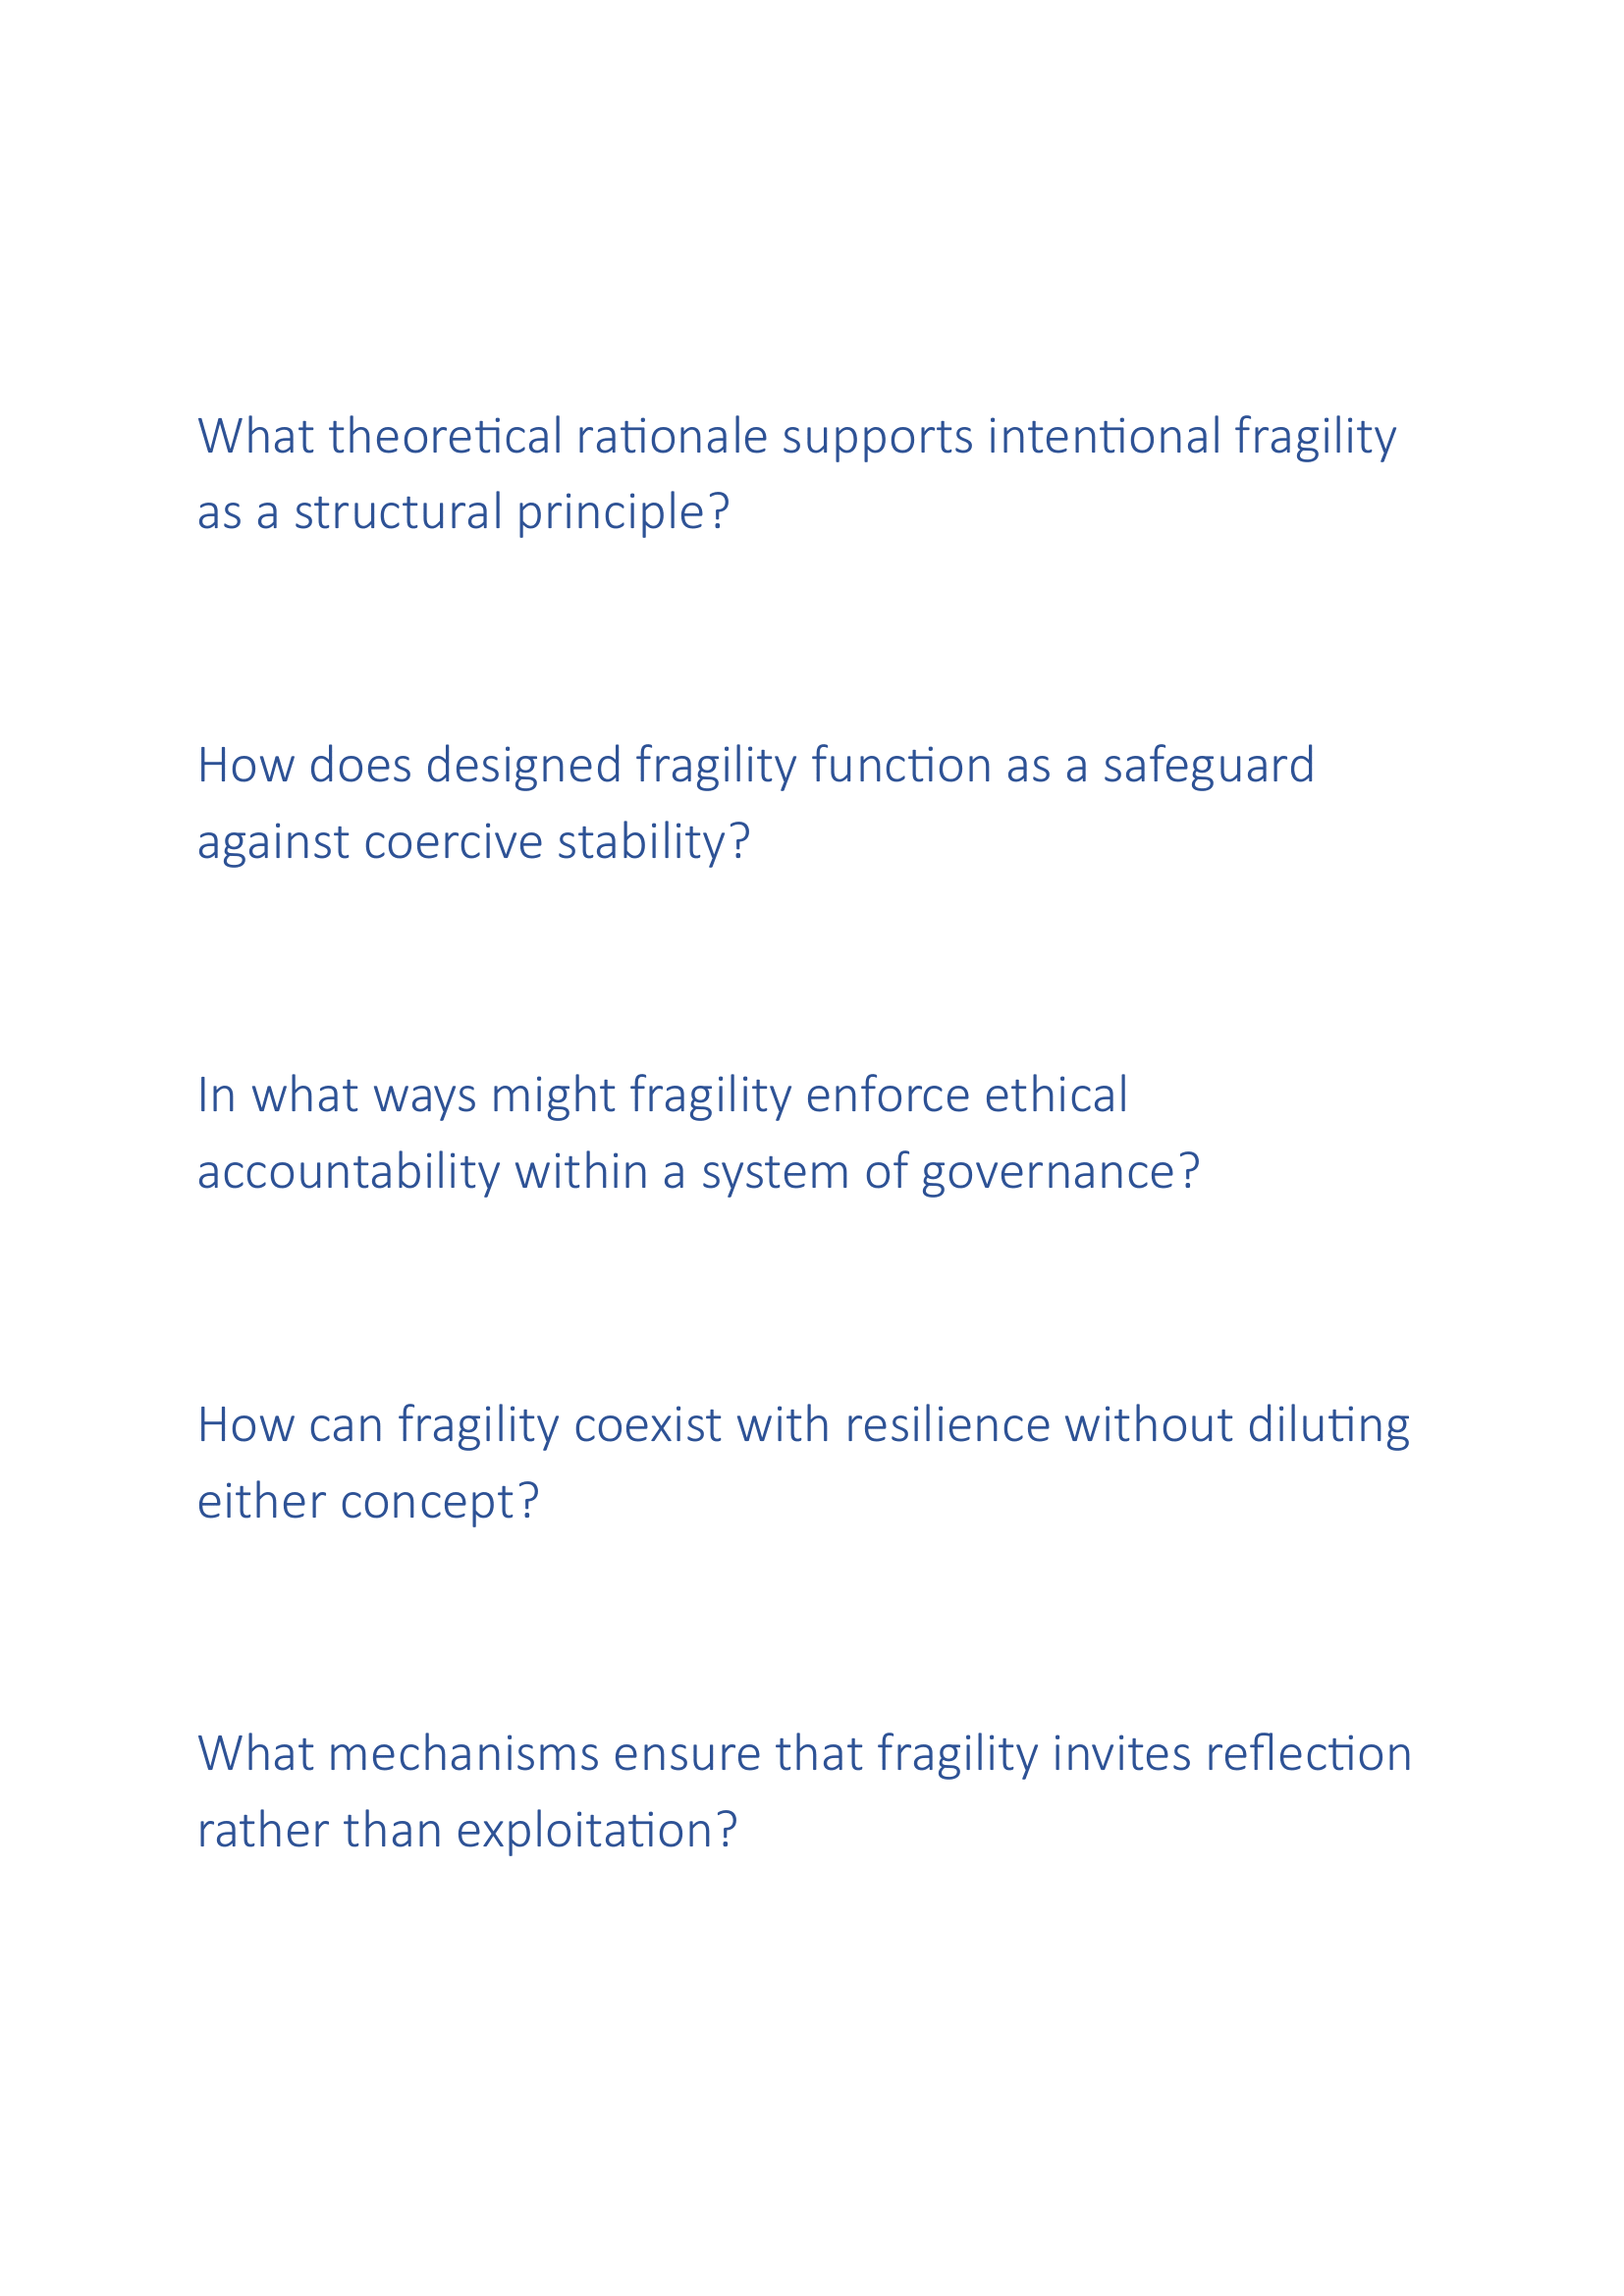 What theoretical rationale supports intentional fragility
as a structural principle?
How does designed fragility function as a safeguard
against coercive stability?
In what ways might fragility enforce ethical
accountability within a system of governance?
How can fragility coexist with resilience without diluting
either concept?
What mechanisms ensure that fragility invites reflection
rather than exploitation?